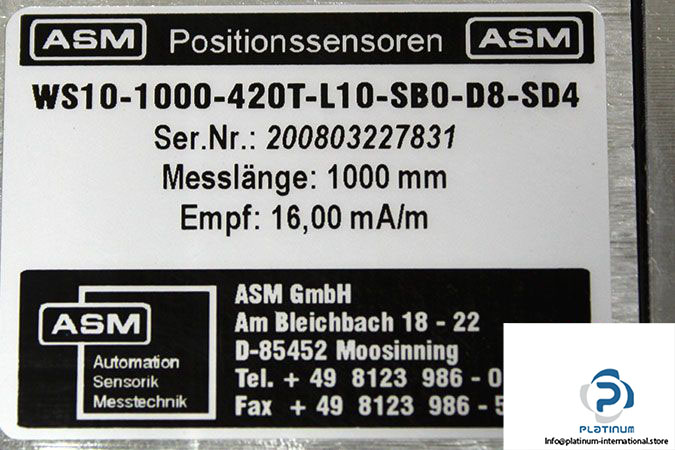 ASM Positionssensoren ASM
WS10-1000-420T-L10-SB0-D8-SD4
Ser.Nr.: 200803227831
Messlänge: 1000 mm
Empf: 16,00 mA/m
ASM
Automation
Sensorik
Messtechnik
ASM GmbH
Am Bleichbach 18 - 22
D-85452 Moosinning
Tel. + 49 8123 986 - 0
Fax + 49 8123 986 - 5
PLATINUM
info@platinum-international.store